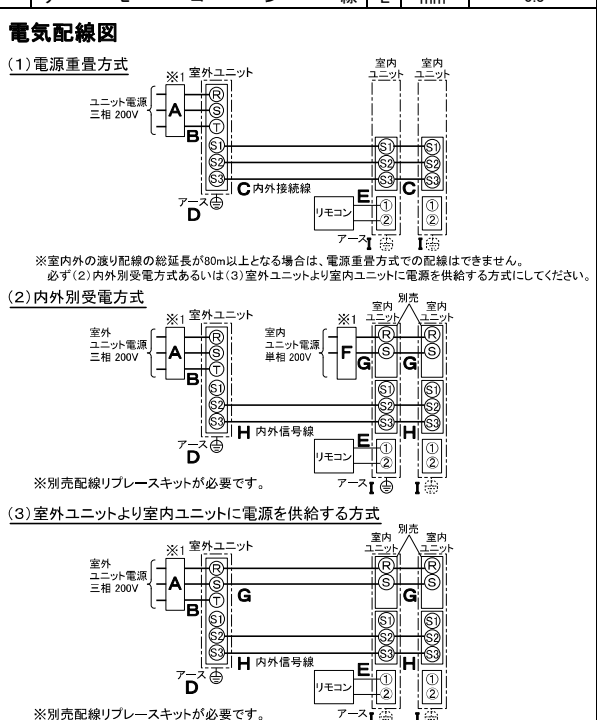 線 E mm
電気配線図
(1)電源重畳方式
※1 室外ユニット
室内ユニット 室内ユニット
ユニット電源
三相 200V
A
B
R
S
T
S1
S2
S3
S1 S1
S2 S2
S3 S3
C 内外接続線
E C
アース
D
リモコン
① ①
② ②
アース I I
※室内外の渡り配線の総延長が80m以上となる場合は、電源重畳方式での配線はできません。
必ず(2)内外別受電方式あるいは(3)室外ユニットより室内ユニットに電源を供給する方式にしてください。
(2)内外別受電方式
※1 室外ユニット
※1
室内ユニット 別売 室内ユニット
室外
ユニット電源
三相 200V
A
B
R
S
T
S1
S2
S3
室内
ユニット電源
単相 200V
F
G G
R R
S S
S1 S1
S2 S2
S3 S3
H 内外信号線
E H
アース
D
リモコン
① ①
② ②
アース I I
※別売配線リプレースキットが必要です。
(3)室外ユニットより室内ユニットに電源を供給する方式
※1 室外ユニット
室内ユニット 別売 室内ユニット
室外
ユニット電源
三相 200V
A
B
R
S
T
S1
S2
S3
G G
R R
S S
S1 S1
S2 S2
S3 S3
H 内外信号線
E H
アース
D
リモコン
① ①
② ②
アース I I
※別売配線リプレースキットが必要です。